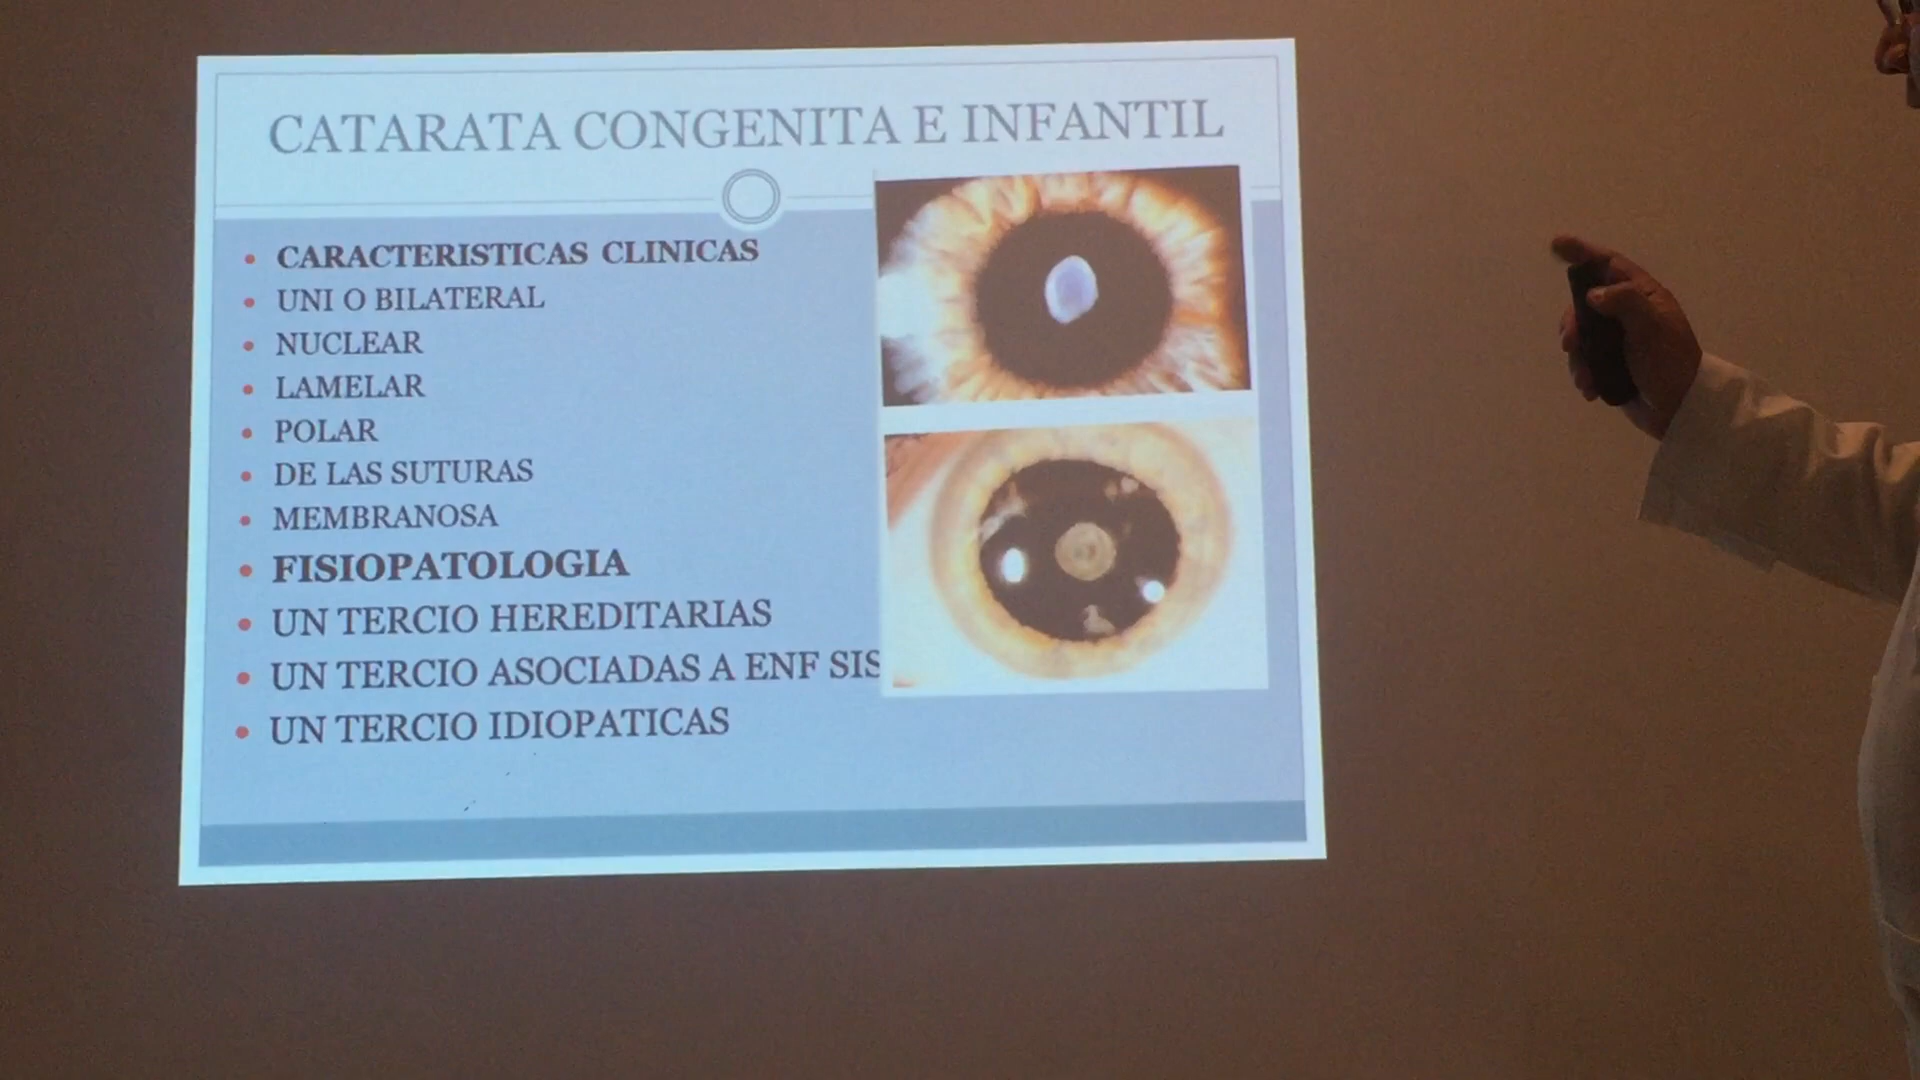 CATARATA CONGENITA E INFANTIL
CARACTERISTICAS CLINICAS
UNI O BILATERAL
NUCLEAR
LAMELAR
POLAR
DE LAS SUTURAS
MEMBRANOSA
FISIOPATOLOGIA
UN TERCIO HEREDITARIAS
UN TERCIO ASOCIADAS A ENF SIS
UN TERCIO IDIOPATICAS